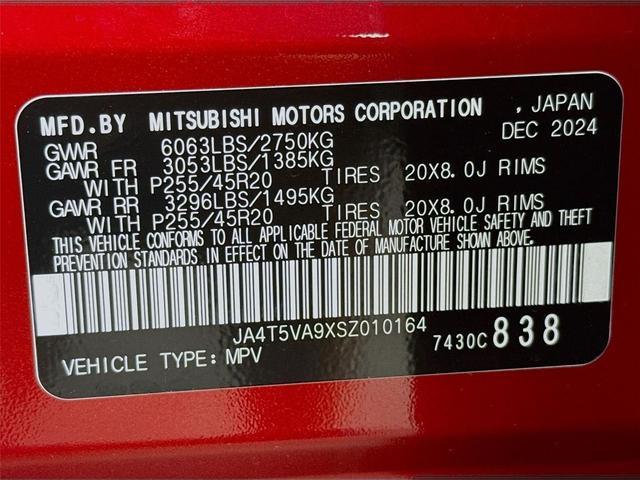 MFD.BY MITSUBISHI MOTORS CORPORATION , JAPAN
DEC 2024
GVWR 6063LBS/2750KG
GAWR FR 3053LBS/1385KG
WITH P255/45R20 TIRES 20X8.0J RIMS
GAWR RR 3296LBS/1495KG
WITH P255/45R20 TIRES 20X8.0J RIMS
THIS VEHICLE CONFORMS TO ALL APPLICABLE FEDERAL MOTOR VEHICLE SAFETY AND THEFT
PREVENTION STANDARDS IN EFFECT ON THE DATE OF MANUFACTURE SHOWN ABOVE.
JA4T5VA9XSZ010164
7430C 838
VEHICLE TYPE: MPV